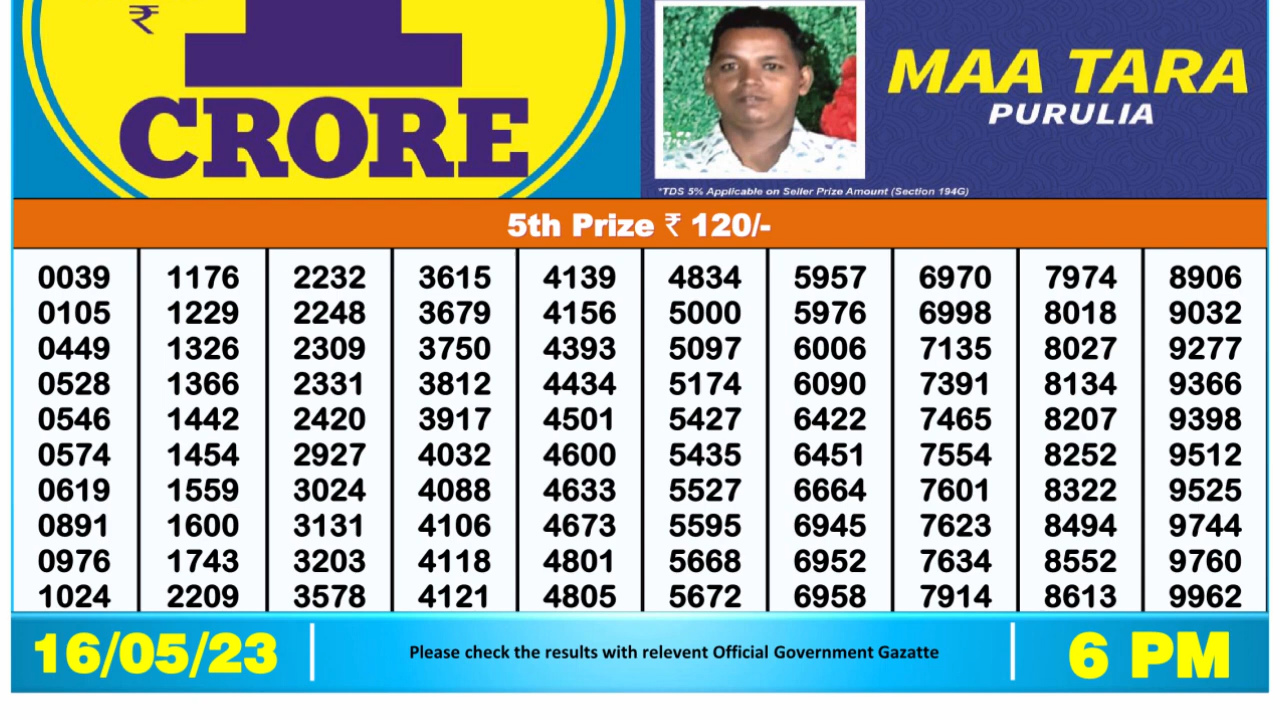 ₹
1
CRORE
MAA TARA
PURULIA
*TDS 5% Applicable on Seller Prize Amount (Section 194G)
5th Prize ₹ 120/-
0039 1176 2232 3615 4139 4834 5957 6970 7974 8906
0105 1229 2248 3679 4156 5000 5976 6998 8018 9032
0449 1326 2309 3750 4393 5097 6006 7135 8027 9277
0528 1366 2331 3812 4434 5174 6090 7391 8134 9366
0546 1442 2420 3917 4501 5427 6422 7465 8207 9398
0574 1454 2927 4032 4600 5435 6451 7554 8252 9512
0619 1559 3024 4088 4633 5527 6664 7601 8322 9525
0891 1600 3131 4106 4673 5595 6945 7623 8494 9744
0976 1743 3203 4118 4801 5668 6952 7634 8552 9760
1024 2209 3578 4121 4805 5672 6958 7914 8613 9962
16/05/23
Please check the results with relevent Official Government Gazatte
6 PM